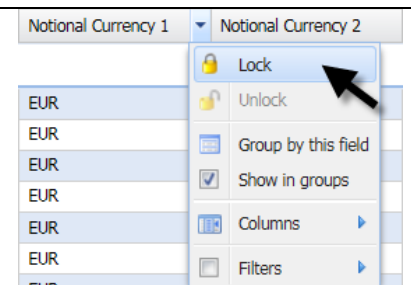 Notional Currency 1 Notional Currency 2
Lock
EUR Unlock
EUR Group by this field
EUR
EUR Show in groups
EUR Columns
EUR Filters